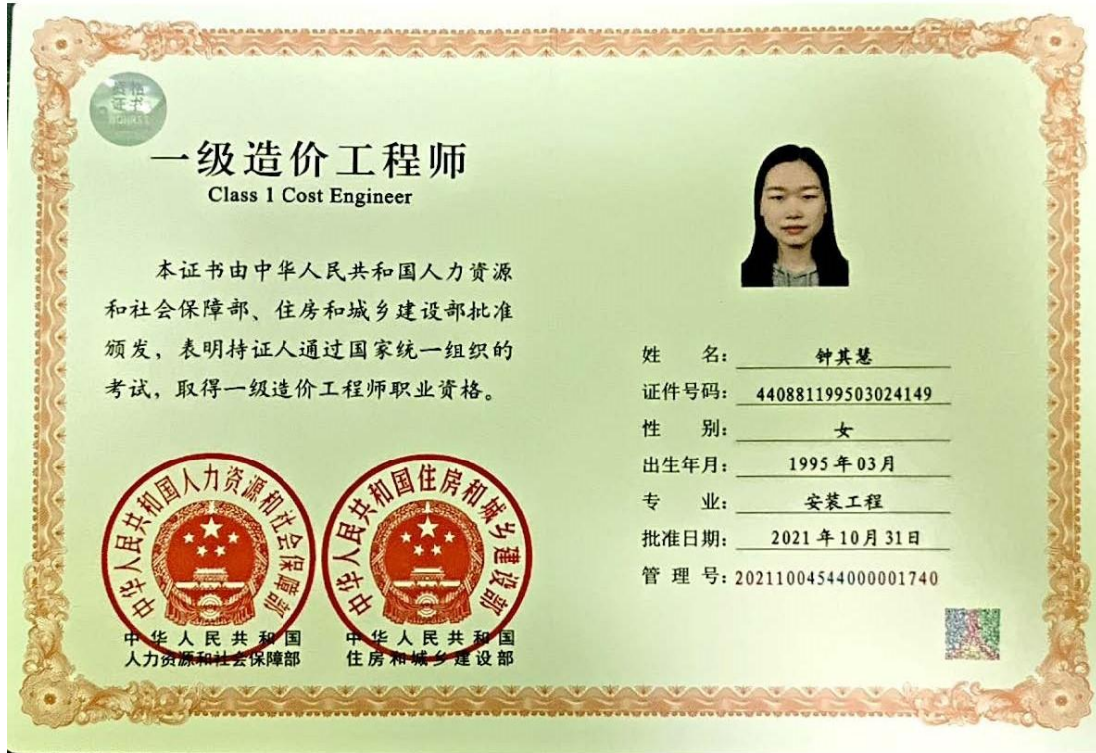 资格
证书
一级造价工程师
Class 1 Cost Engineer
本证书由中华人民共和国人力资源
和社会保障部、住房和城乡建设部批准
颁发，表明持证人通过国家统一组织的
考试，取得一级造价工程师职业资格。
中华人民共和国人力资源和社会保障部
中华人民共和国住房和城乡建设部
中华人民共和国
人力资源和社会保障部
中华人民共和国
住房和城乡建设部
姓 名：钟其慧
证件号码：440881199503024149
性 别：女
出生年月：1995年03月
专 业：安装工程
批准日期：2021年10月31日
管 理 号：20211004544000001740